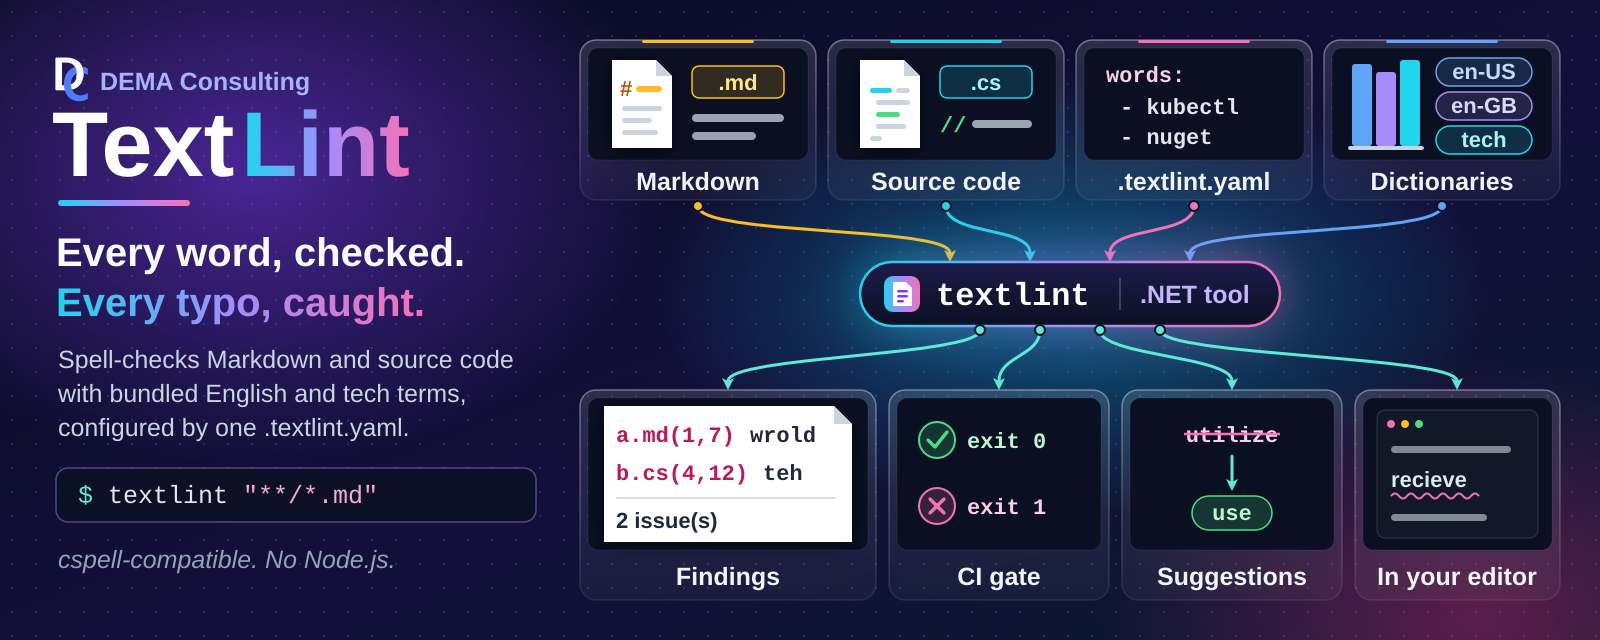 DC DEMA Consulting
TextLint
Every word, checked.
Every typo, caught.
Spell-checks Markdown and source code
with bundled English and tech terms,
configured by one .textlint.yaml.
$ textlint "**/*.md"
cspell-compatible. No Node.js.
# .md
Markdown
.cs
//
Source code
words:
- kubectl
- nuget
.textlint.yaml
en-US
en-GB
tech
Dictionaries
textlint | .NET tool
a.md(1,7) wrold
b.cs(4,12) teh
2 issue(s)
Findings
exit 0
exit 1
CI gate
utilize
use
Suggestions
recieve
In your editor